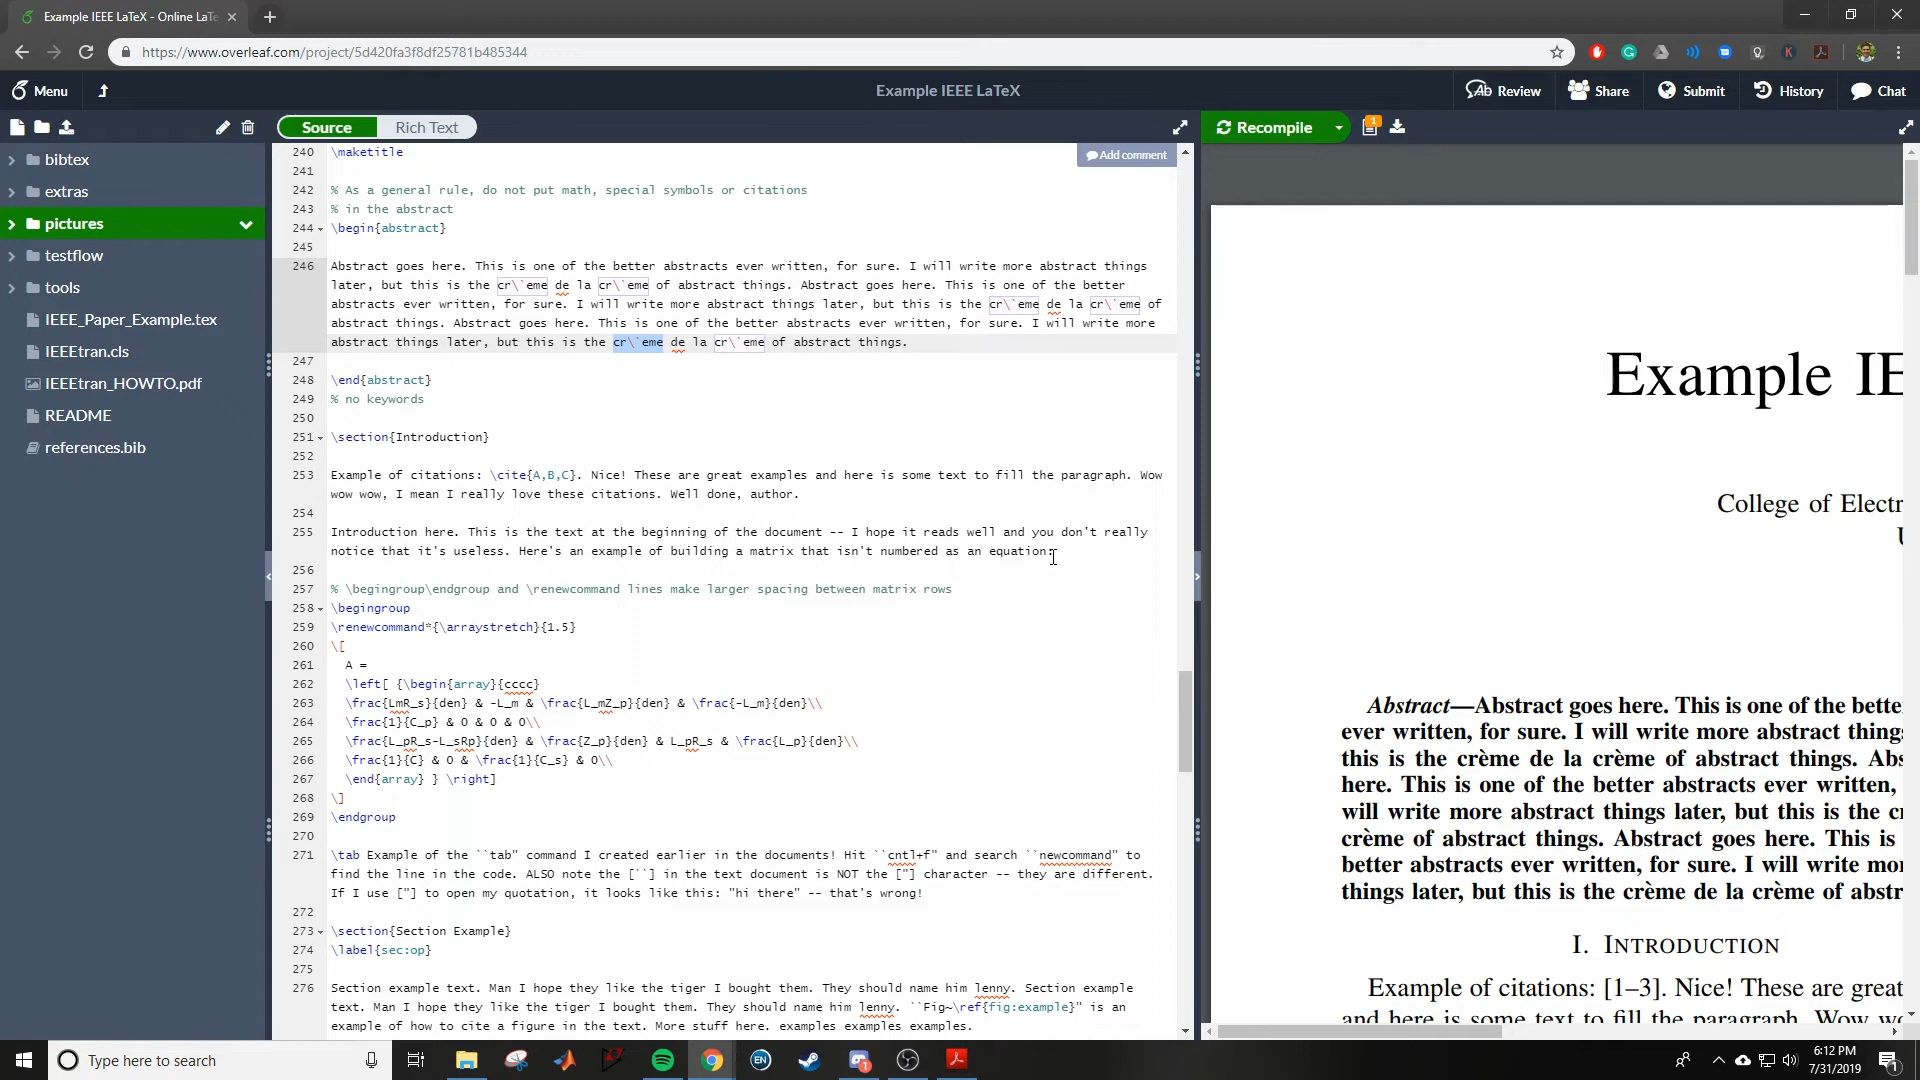 Example IEEE LaTeX - Online LaTe
https://www.overleaf.com/project/5d420fa3f8df25781b485344
Menu
Example IEEE LaTeX
Review
Share
Submit
History
Chat
Source
Rich Text
Recompile
1
bibtex
extras
pictures
testflow
tools
IEEE_Paper_Example.tex
IEEEtran.cls
IEEEtran_HOWTO.pdf
README
references.bib
Add comment
240 \maketitle
241
242 % As a general rule, do not put math, special symbols or citations
243 % in the abstract
244 \begin{abstract}
245
246 Abstract goes here. This is one of the better abstracts ever written, for sure. I will write more abstract things
later, but this is the cr\`eme de la cr\`eme of abstract things. Abstract goes here. This is one of the better
abstracts ever written, for sure. I will write more abstract things later, but this is the cr\`eme de la cr\`eme of
abstract things. Abstract goes here. This is one of the better abstracts ever written, for sure. I will write more
abstract things later, but this is the cr\`eme de la cr\`eme of abstract things.
247
248 \end{abstract}
249 % no keywords
250
251 \section{Introduction}
252
253 Example of citations: \cite{A,B,C}. Nice! These are great examples and here is some text to fill the paragraph. Wow
wow wow, I mean I really love these citations. Well done, author.
254
255 Introduction here. This is the text at the beginning of the document -- I hope it reads well and you don't really
notice that it's useless. Here's an example of building a matrix that isn't numbered as an equation:
256
257 % \begingroup\endgroup and \renewcommand lines make larger spacing between matrix rows
258 \begingroup
259 \renewcommand*{\arraystretch}{1.5}
260 \[
261 A =
262 \left[ {\begin{array}{cccc}
263 \frac{LmR_s}{den} & -L_m & \frac{L_mZ_p}{den} & \frac{-L_m}{den}\\
264 \frac{1}{C_p} & 0 & 0 & 0\\
265 \frac{L_pR_s-L_sRp}{den} & \frac{Z_p}{den} & L_pR_s & \frac{L_p}{den}\\
266 \frac{1}{C} & 0 & \frac{1}{C_s} & 0\\
267 \end{array} } \right]
268 \]
269 \endgroup
270
271 \tab Example of the ``tab" command I created earlier in the documents! Hit ``cntl+f" and search ``newcommand" to
find the line in the code. ALSO note the [``] in the text document is NOT the ["] character -- they are different.
If I use ["] to open my quotation, it looks like this: "hi there" -- that's wrong!
272
273 \section{Section Example}
274 \label{sec:op}
275
276 Section example text. Man I hope they like the tiger I bought them. They should name him lenny. Section example
text. Man I hope they like the tiger I bought them. They should name him lenny. ``Fig~\ref{fig:example}" is an
example of how to cite a figure in the text. More stuff here. examples examples examples.
Example IE
College of Electr
U
Abstract—Abstract goes here. This is one of the bette
ever written, for sure. I will write more abstract things
this is the crème de la crème of abstract things. Abs
here. This is one of the better abstracts ever written,
will write more abstract things later, but this is the cr
crème of abstract things. Abstract goes here. This is
better abstracts ever written, for sure. I will write mor
things later, but this is the crème de la crème of abstr
I. INTRODUCTION
Example of citations: [1–3]. Nice! These are great
and here is some text to fill the paragraph. Wow wo
Type here to search
EN
6:12 PM
7/31/2019
1